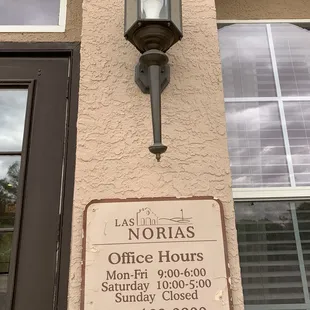 LAS
NORIAS
Office Hours
Mon-Fri 9:00-6:00
Saturday 10:00-5:00
Sunday Closed